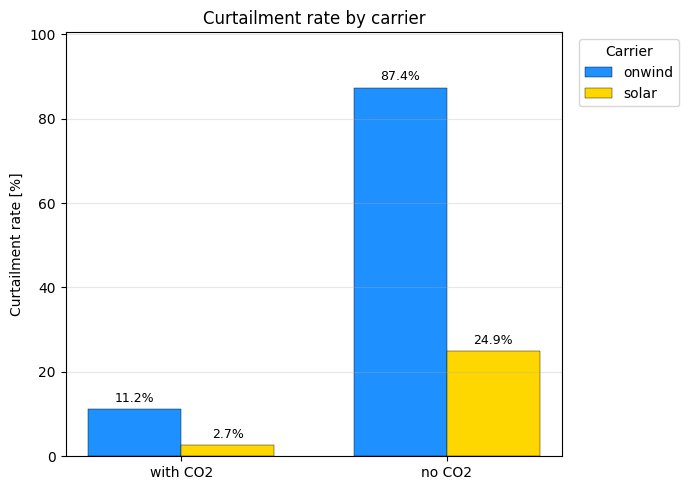 Curtailment rate by carrier
Curtailment rate [%]
100
80
60
40
20
0
87.4%
24.9%
11.2%
2.7%
with CO2
no CO2
Carrier
onwind
solar